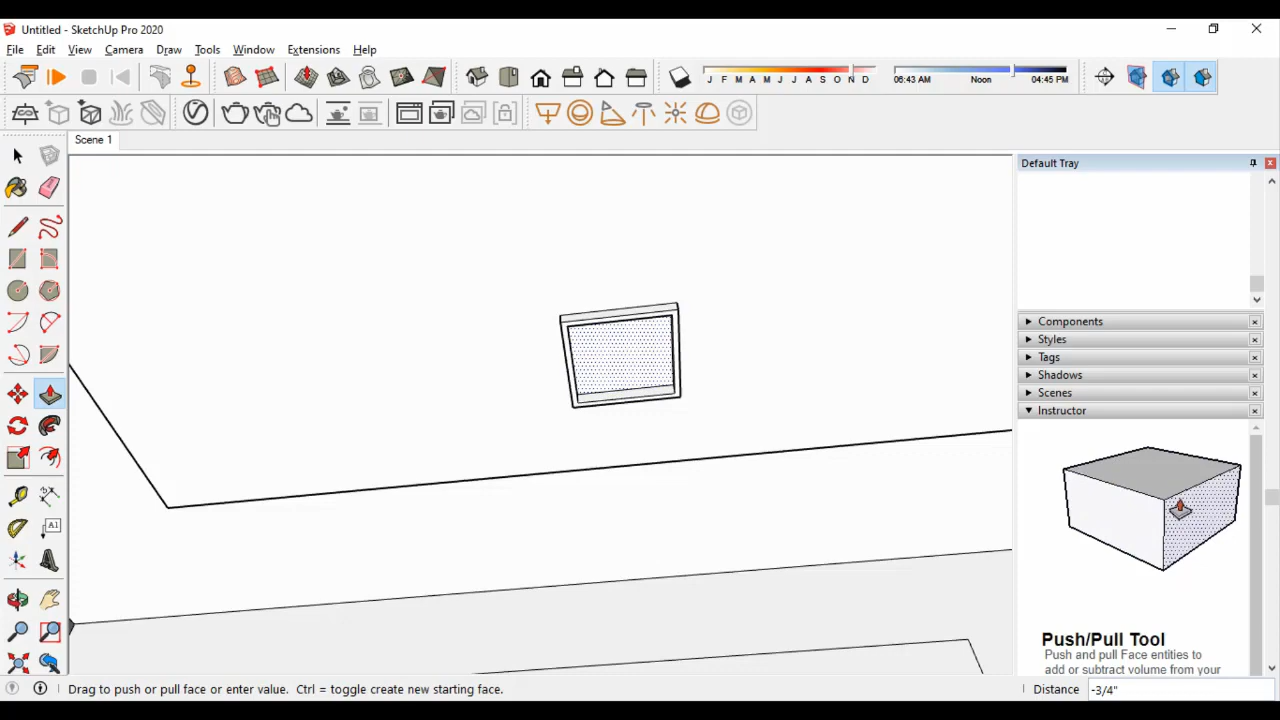 Untitled - SketchUp Pro 2020
File Edit View Camera Draw Tools Window Extensions Help
J F M A M J J A S O N D 06:43 AM Noon 04:45 PM
Scene 1
Default Tray
Components
Styles
Tags
Shadows
Scenes
Instructor
AI
Push/Pull Tool
Push and pull Face entities to
add or subtract volume from your
Drag to push or pull face or enter value. Ctrl = toggle create new starting face. Distance -3/4"